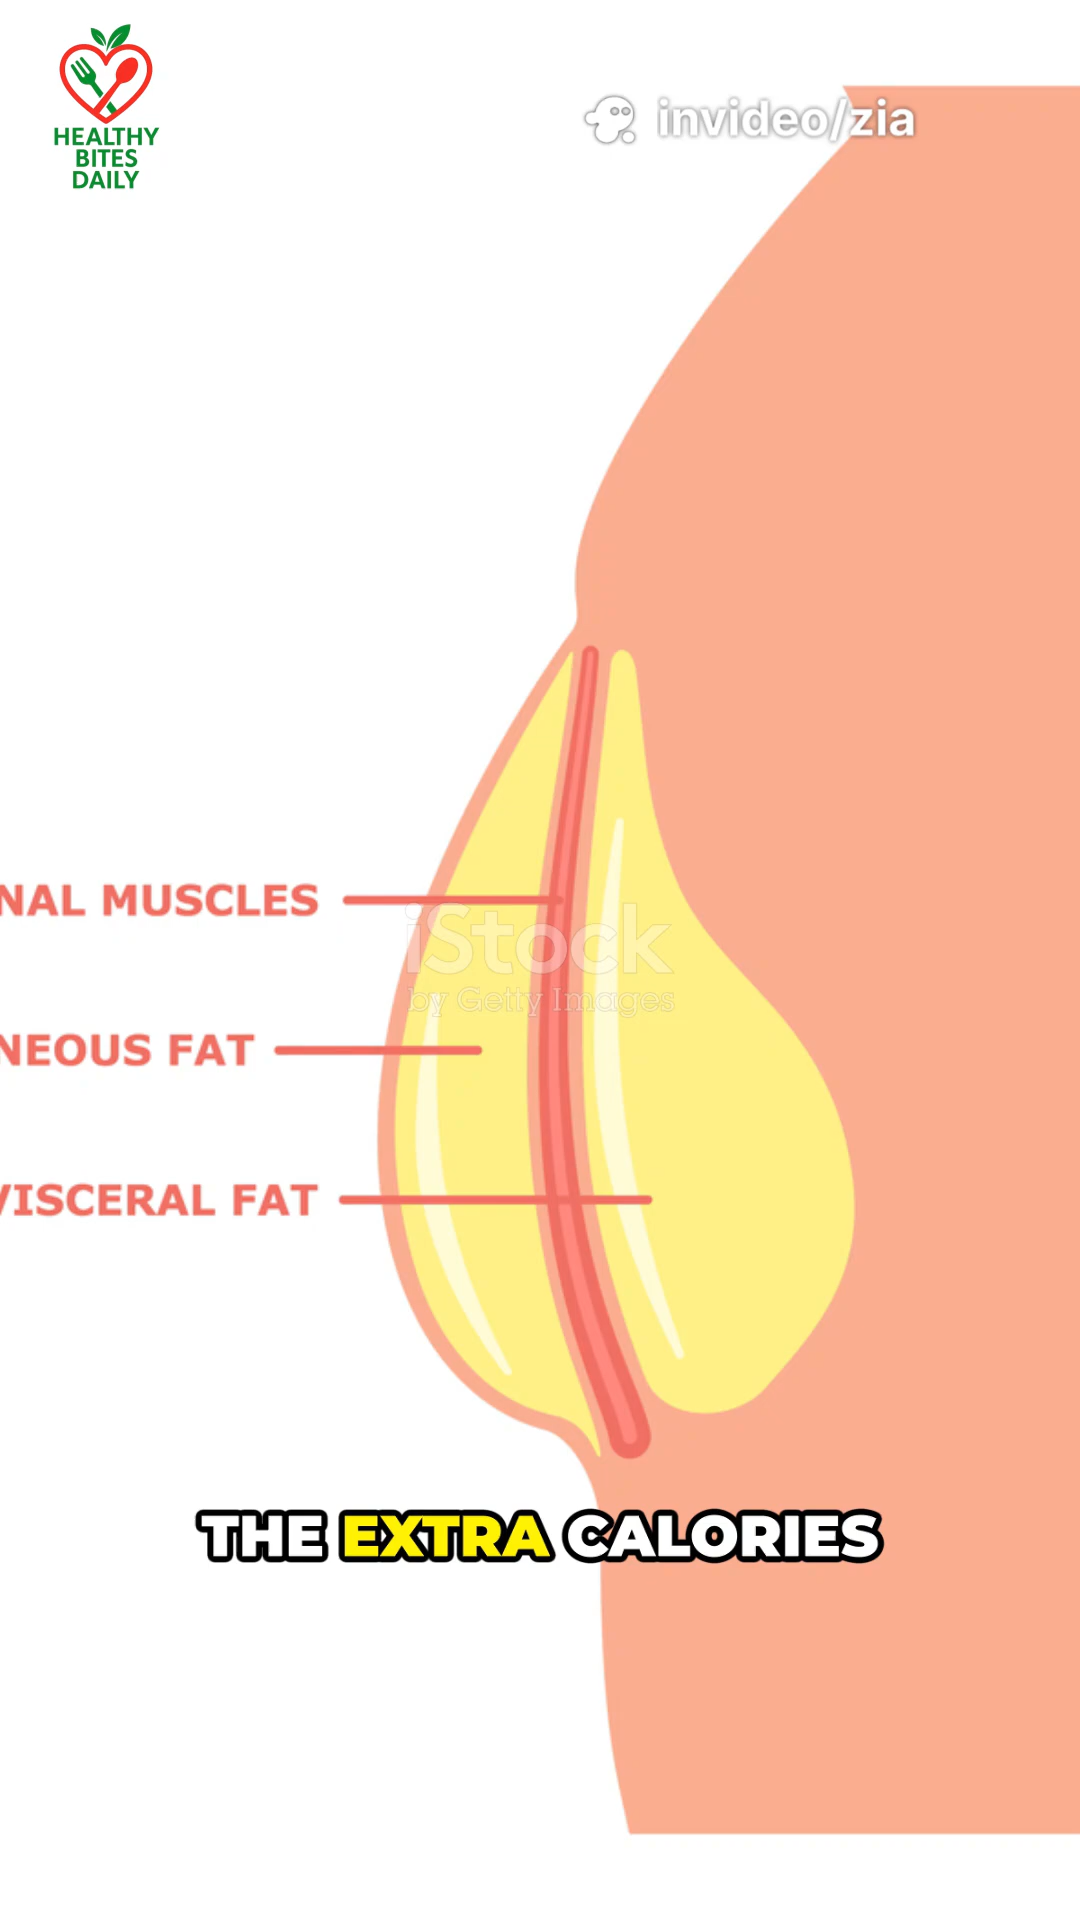 HEALTHY
BITES
DAILY
invideo/zia
NAL MUSCLES
iStock
by Getty Images
NEOUS FAT
VISCERAL FAT
THE EXTRA CALORIES